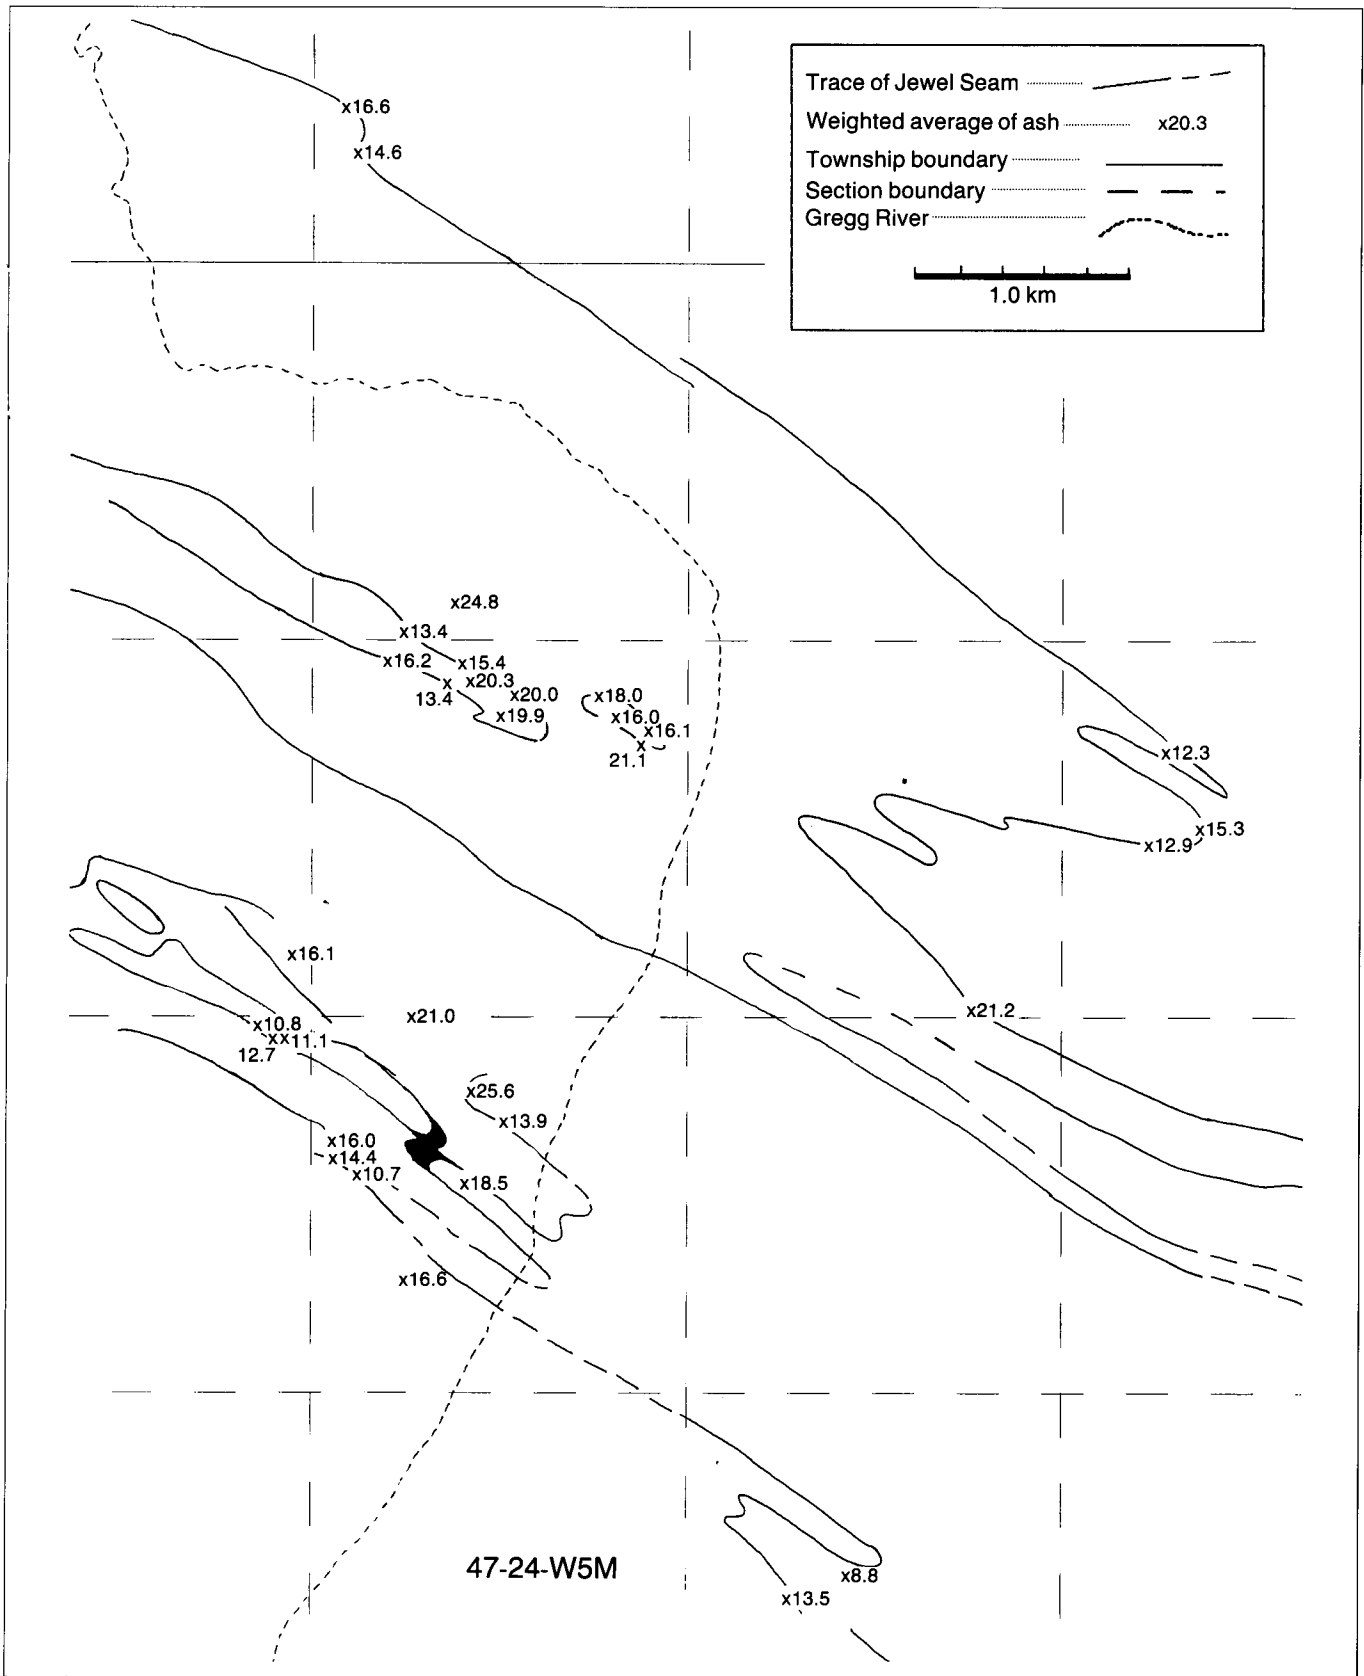 Trace of Jewel Seam
Weighted average of ash x20.3
Township boundary
Section boundary
Gregg River
1.0 km
x16.6
x14.6
x24.8
x13.4
x16.2 x15.4
x x20.3
13.4
x20.0
x19.9
x18.0
x16.0
x16.1
x
21.1
x12.3
x15.3
x12.9
x16.1
x21.2
x21.0
x10.8
xx11.1
12.7
x25.6
x13.9
x16.0
x14.4
x10.7
x18.5
x16.6
47-24-W5M
x8.8
x13.5